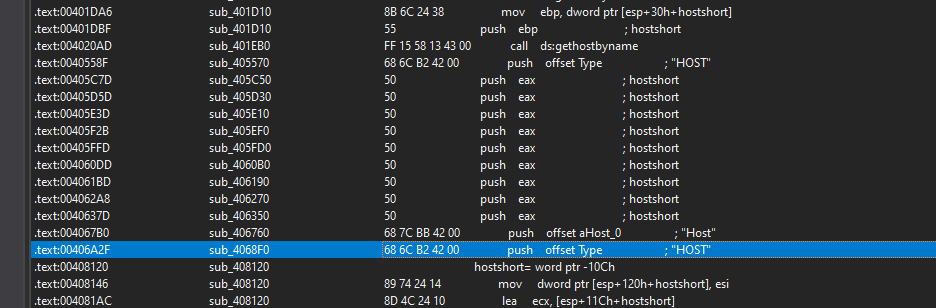 .text:00401DA6 sub_401D10 8B 6C 24 38 mov ebp, dword ptr [esp+30h+hostshort]
.text:00401DBF sub_401D10 55 push ebp ; hostshort
.text:004020AD sub_401EB0 FF 15 58 13 43 00 call ds:gethostbyname
.text:0040558F sub_405570 68 6C B2 42 00 push offset Type ; "HOST"
.text:00405C7D sub_405C50 50 push eax ; hostshort
.text:00405D5D sub_405D30 50 push eax ; hostshort
.text:00405E3D sub_405E10 50 push eax ; hostshort
.text:00405F2B sub_405EF0 50 push eax ; hostshort
.text:00405FFD sub_405FD0 50 push eax ; hostshort
.text:004060DD sub_4060B0 50 push eax ; hostshort
.text:004061BD sub_406190 50 push eax ; hostshort
.text:004062A8 sub_406270 50 push eax ; hostshort
.text:0040637D sub_406350 50 push eax ; hostshort
.text:004067B0 sub_406760 68 7C BB 42 00 push offset aHost_0 ; "Host"
.text:00406A2F sub_4068F0 68 6C B2 42 00 push offset Type ; "HOST"
.text:00408120 sub_408120 hostshort= word ptr -10Ch
.text:00408146 sub_408120 89 74 24 14 mov dword ptr [esp+120h+hostshort], esi
.text:004081AC sub_408120 8D 4C 24 10 lea ecx, [esp+11Ch+hostshort]